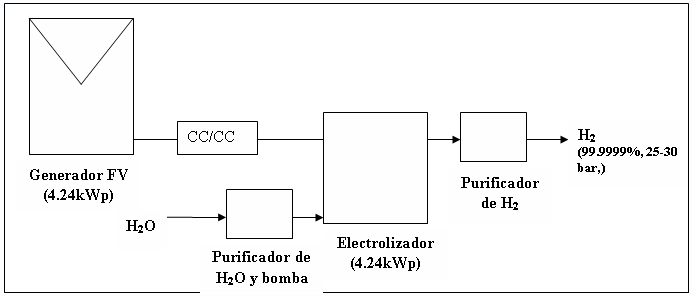 CC/CC
Generador FV
(4.24kWp)
H₂O
Purificador de
H₂O y bomba
Electrolizador
(4.24kWp)
Purificador
de H₂
H₂
(99.9999%, 25-30
bar,)